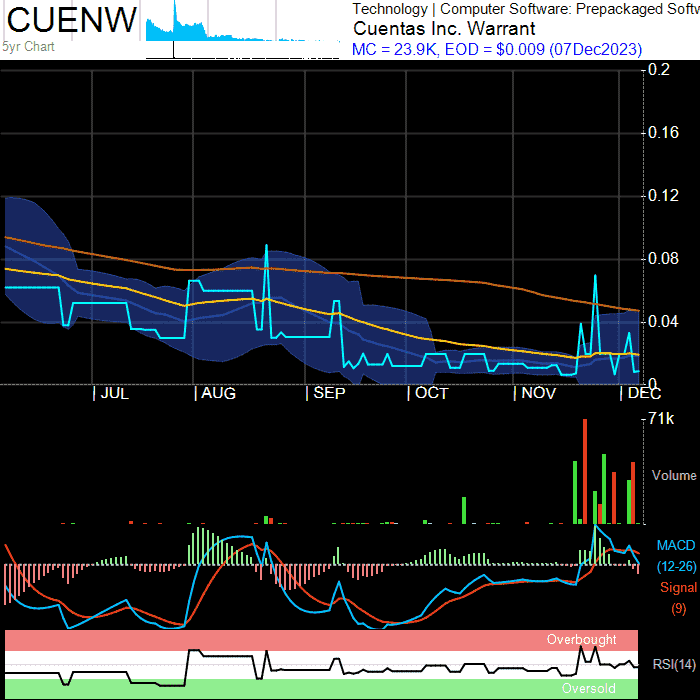 CUENW
5yr Chart
Technology | Computer Software: Prepackaged Softw
Cuentas Inc. Warrant
MC = 23.9K, EOD = $0.009 (07Dec2023)
0.2
0.16
0.12
0.08
0.04
0
JUL
AUG
SEP
OCT
NOV
DEC
71k
Volume
MACD
(12-26)
Signal
(9)
Overbought
RSI(14)
Oversold